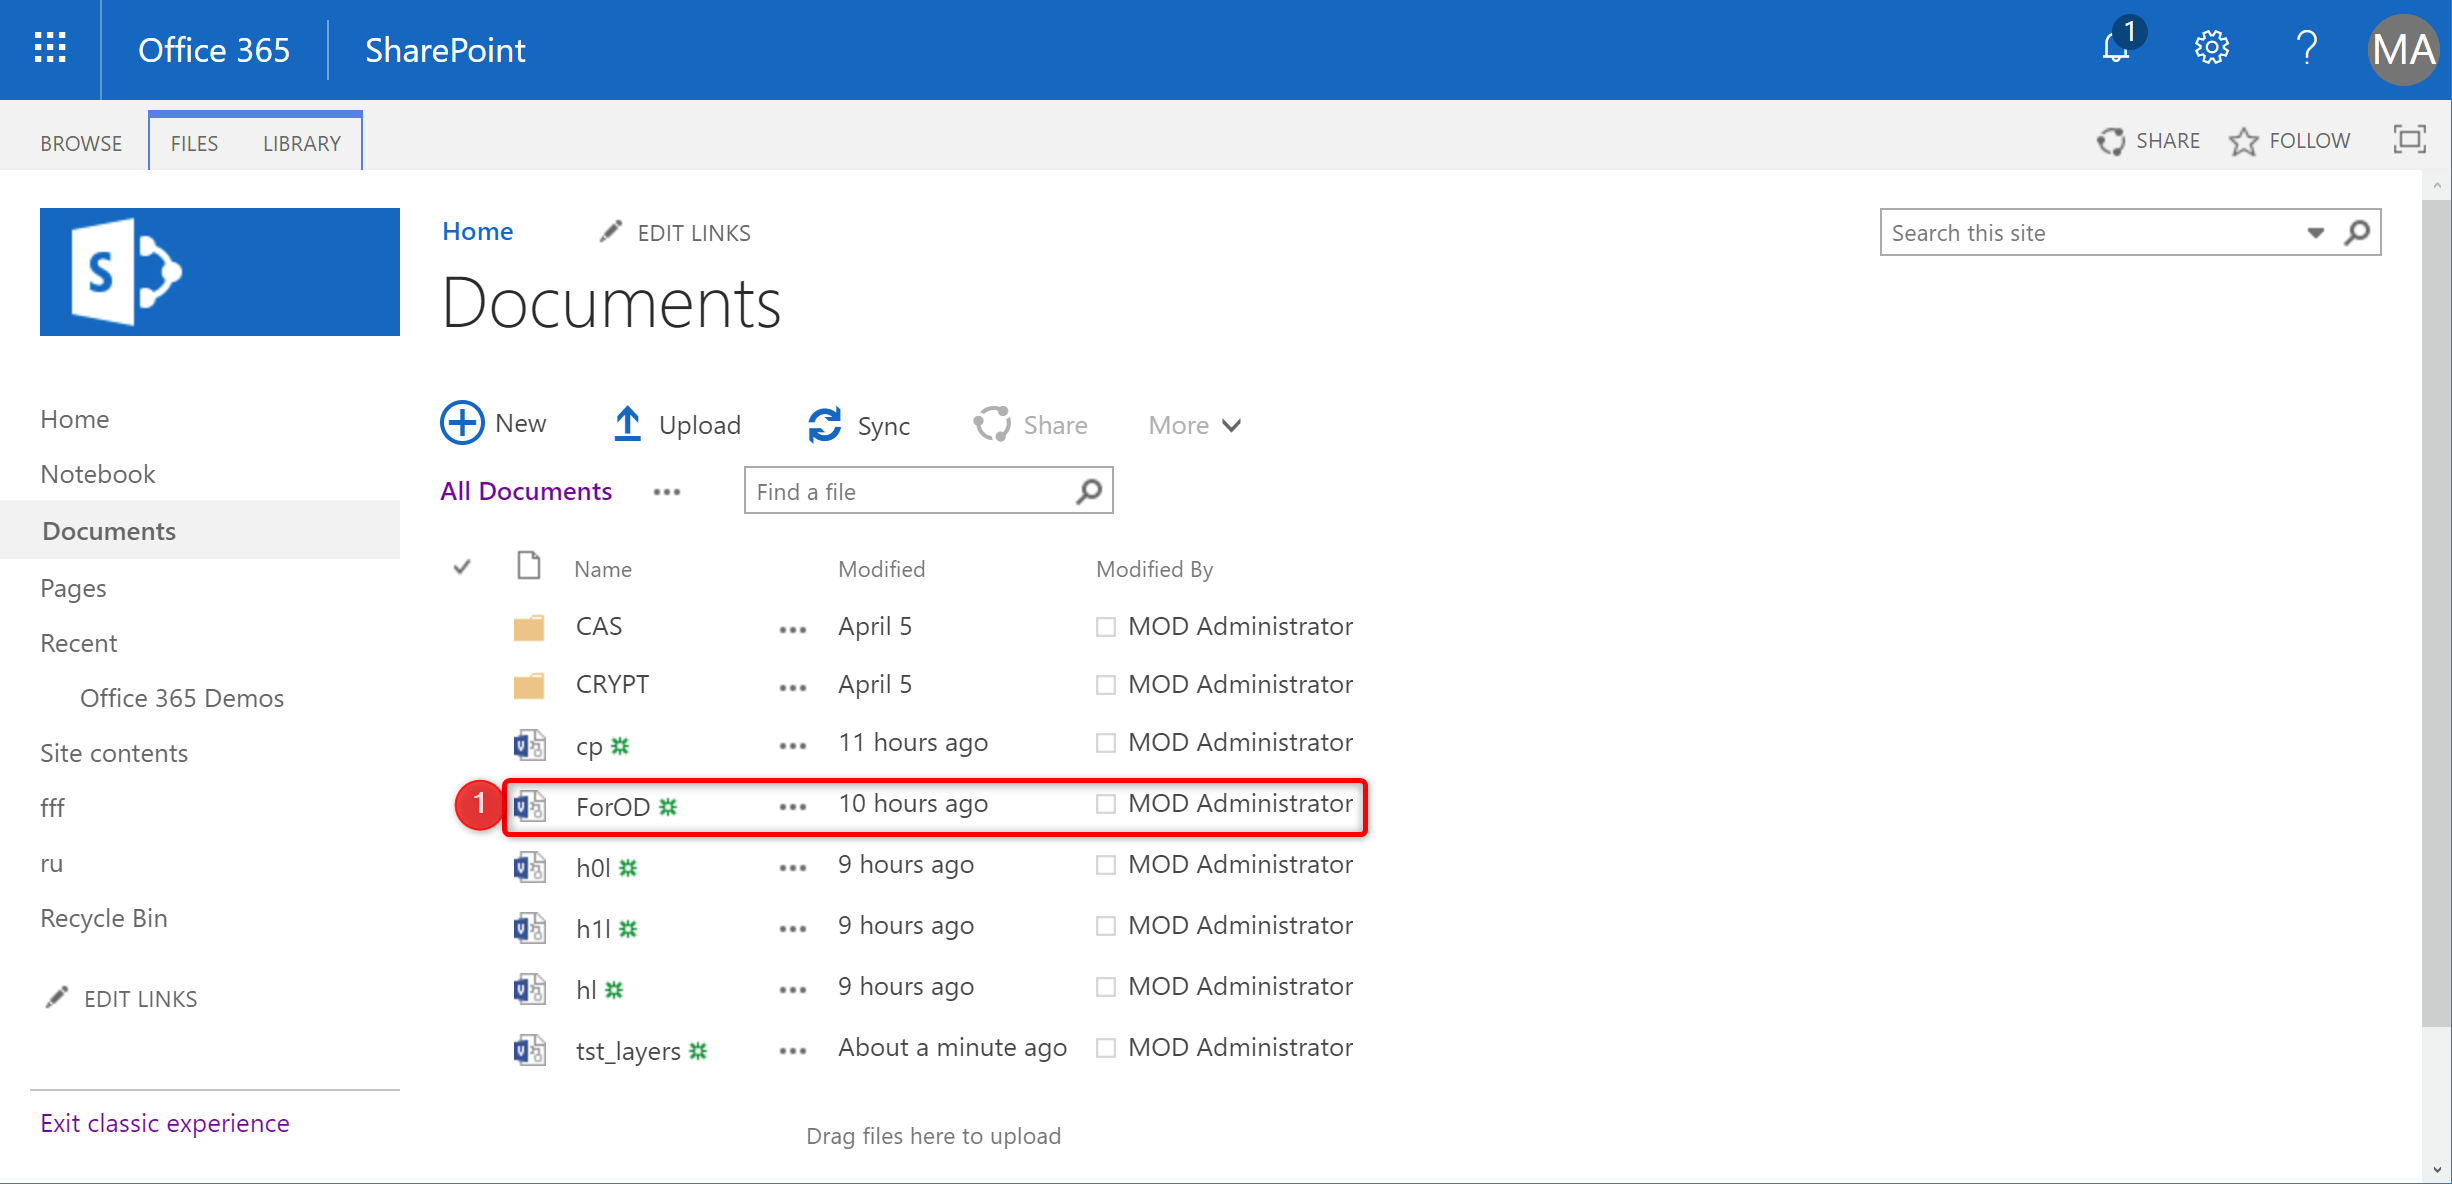 Office 365 SharePoint 1 ? MA
BROWSE FILES LIBRARY SHARE FOLLOW
S
Home EDIT LINKS Search this site
Documents
New Upload Sync Share More
All Documents ... Find a file
Home
Notebook
Documents
Pages
Recent
Office 365 Demos
Site contents
fff
ru
Recycle Bin
EDIT LINKS
Exit classic experience
Name Modified Modified By
CAS ... April 5 MOD Administrator
CRYPT ... April 5 MOD Administrator
cp ... 11 hours ago MOD Administrator
1 ForOD ... 10 hours ago MOD Administrator
h0l ... 9 hours ago MOD Administrator
h1l ... 9 hours ago MOD Administrator
hl ... 9 hours ago MOD Administrator
tst_layers ... About a minute ago MOD Administrator
Drag files here to upload